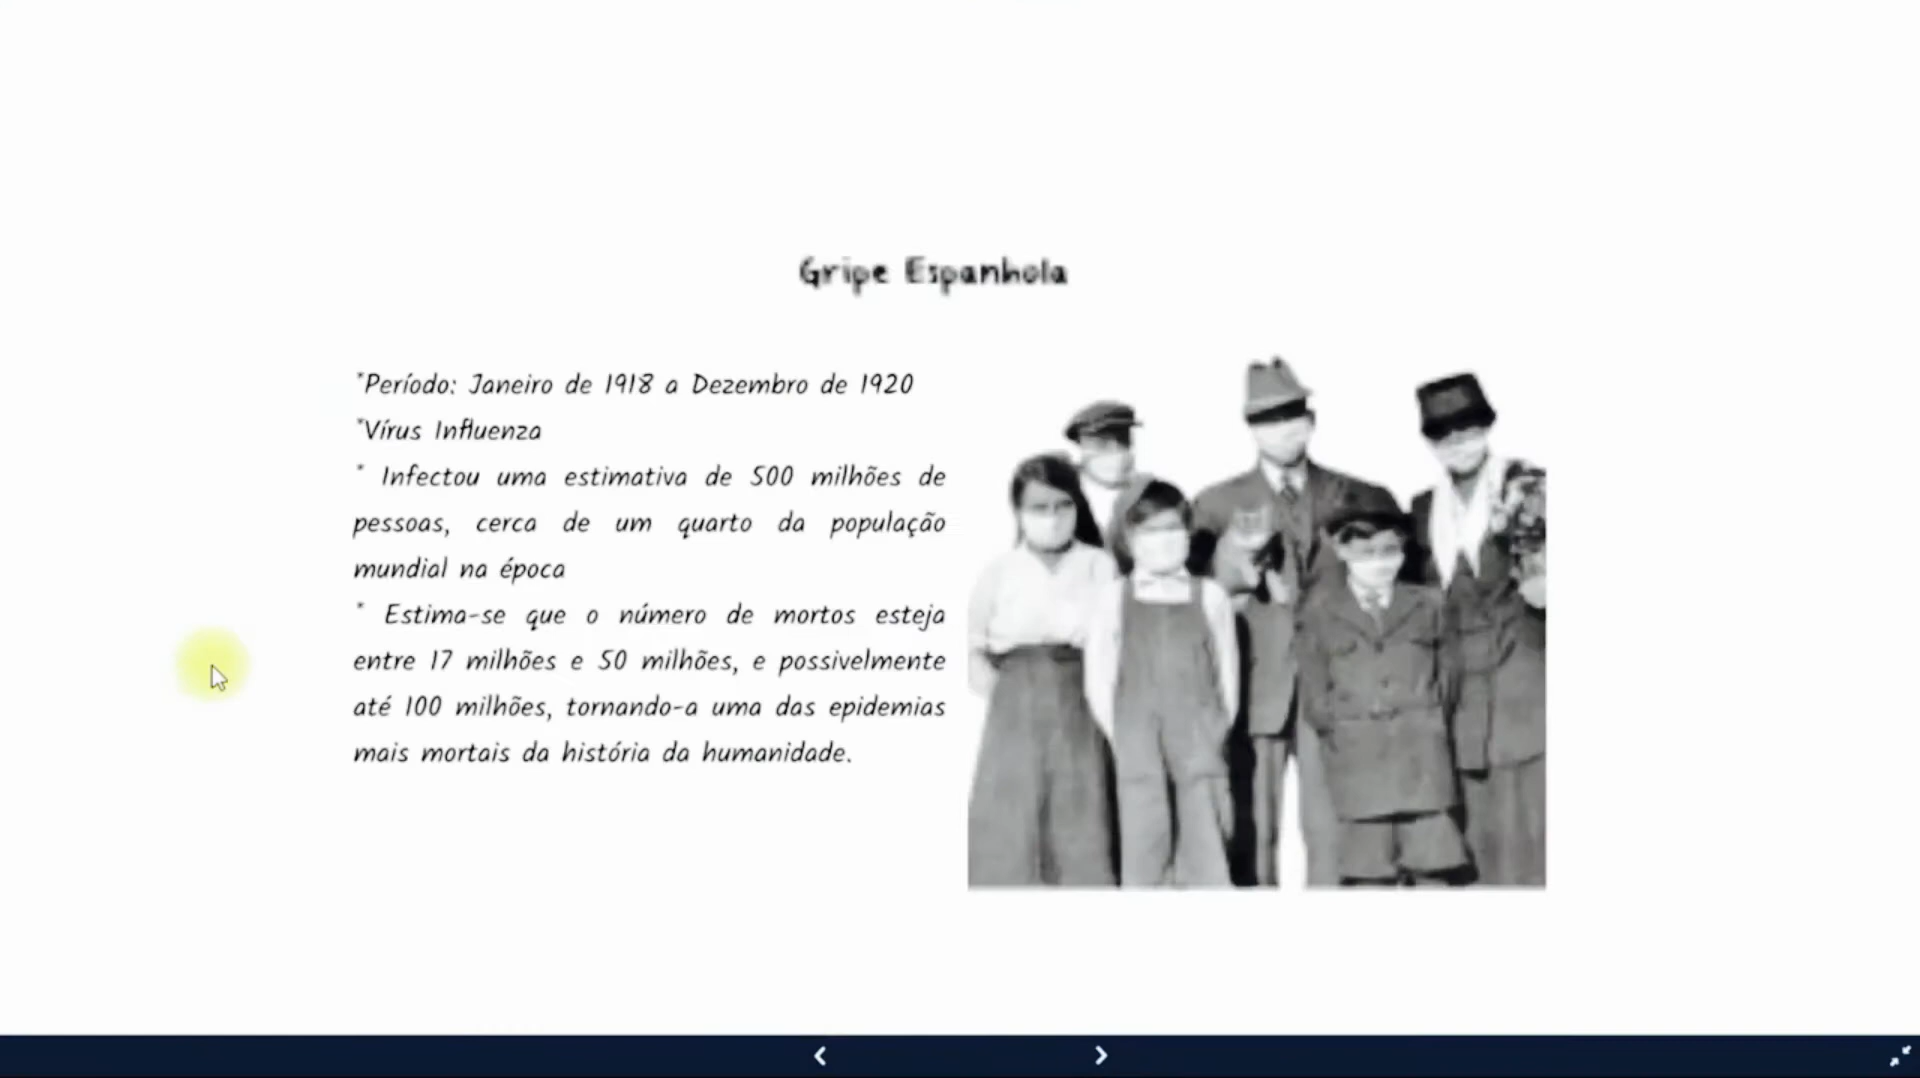 Gripe Espanhola
*Período: Janeiro de 1918 a Dezembro de 1920
*Vírus Influenza
* Infectou uma estimativa de 500 milhões de
pessoas, cerca de um quarto da população
mundial na época
* Estima-se que o número de mortos esteja
entre 17 milhões e 50 milhões, e possivelmente
até 100 milhões, tornando-a uma das epidemias
mais mortais da história da humanidade.